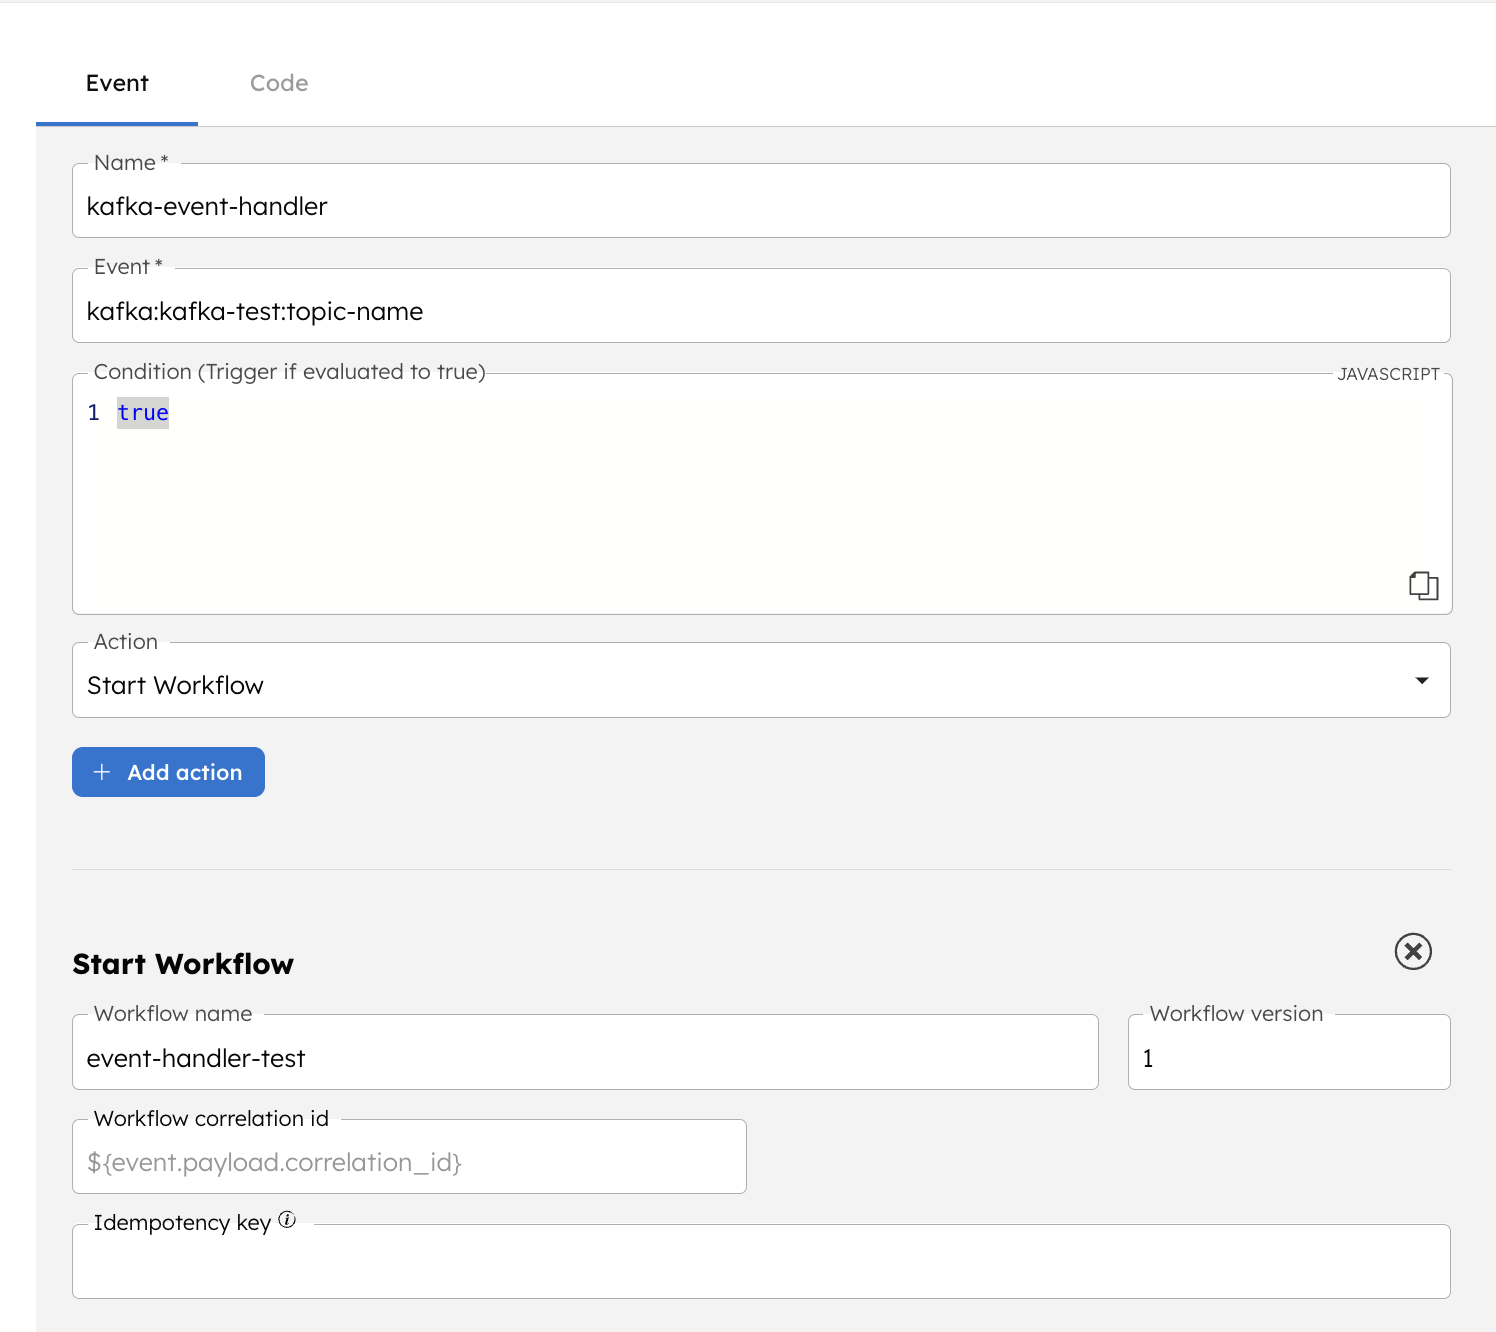 Event Code
Name *
kafka-event-handler
Event *
kafka:kafka-test:topic-name
Condition (Trigger if evaluated to true) JAVASCRIPT
1 true
Action
Start Workflow
+ Add action
Start Workflow
Workflow name Workflow version
event-handler-test 1
Workflow correlation id
${event.payload.correlation_id}
Idempotency key i